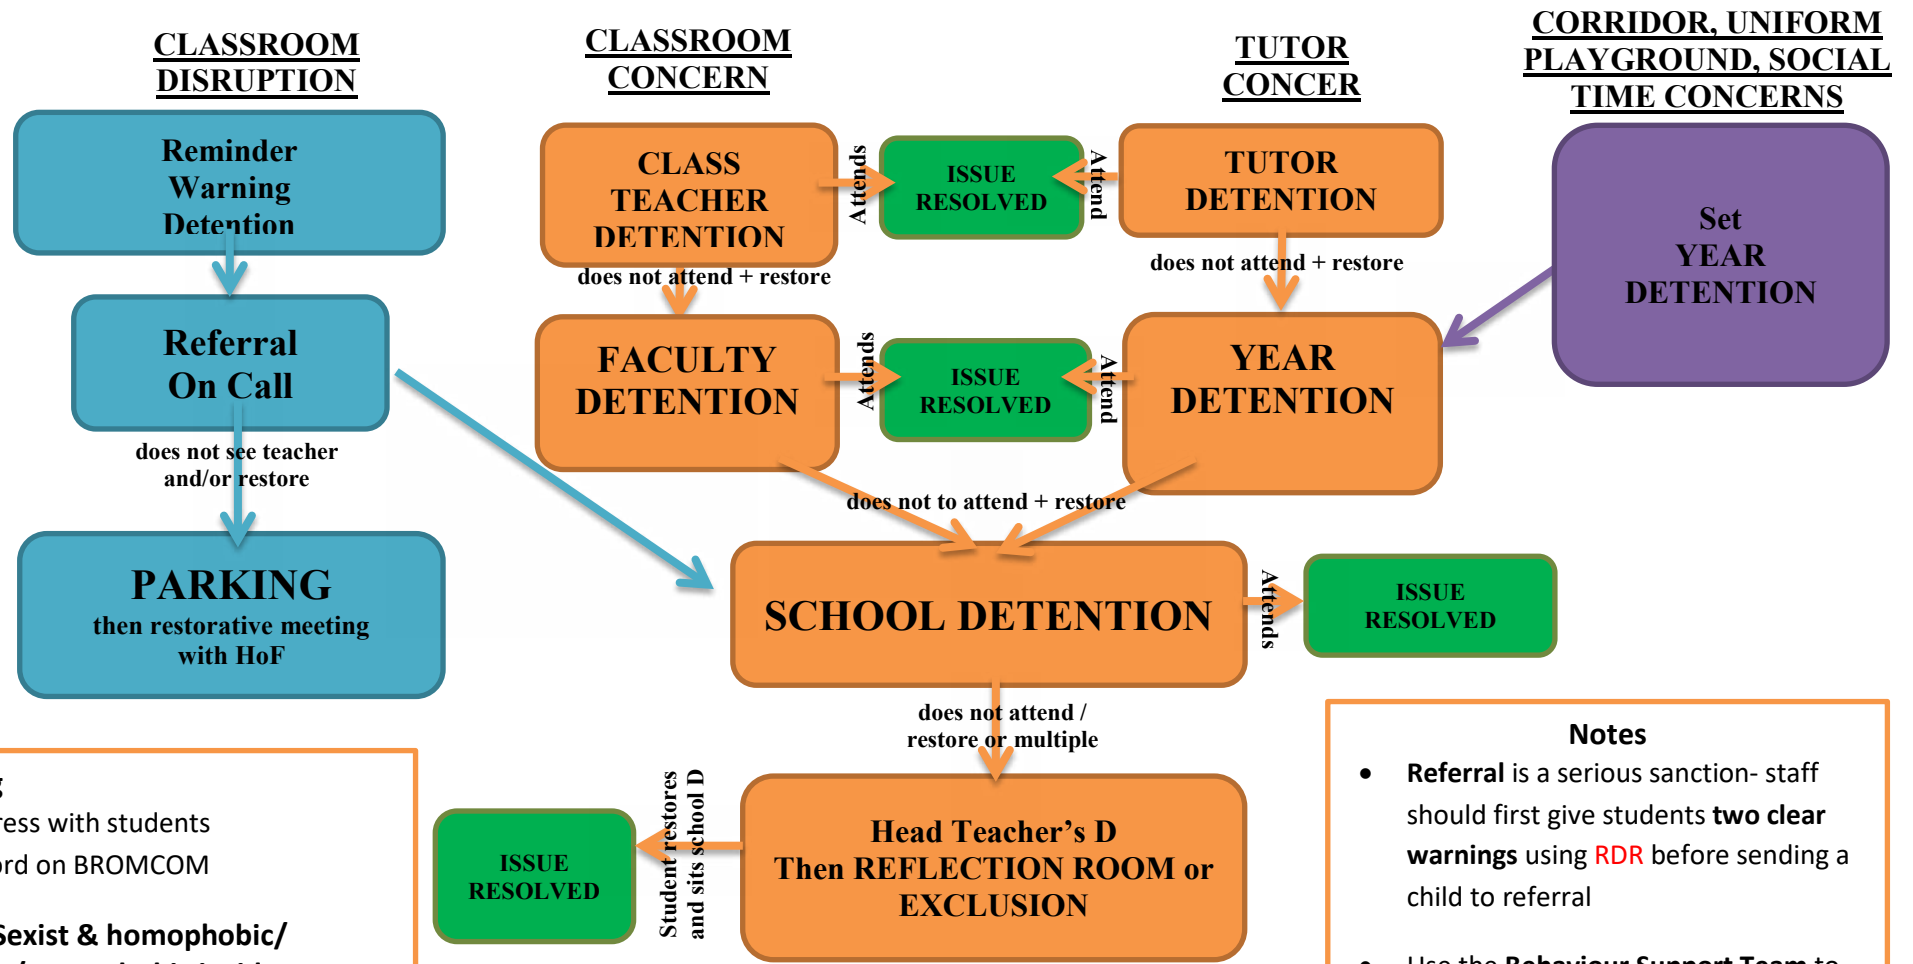 CLASSROOM
DISRUPTION
CLASSROOM
CONCERN
TUTOR
CONCER
CORRIDOR, UNIFORM
PLAYGROUND, SOCIAL
TIME CONCERNS
Reminder
Warning
Detention
CLASS
TEACHER
DETENTION
Attends
ISSUE
RESOLVED
Attend
TUTOR
DETENTION
Set
YEAR
DETENTION
does not attend + restore
does not attend + restore
Referral
On Call
FACULTY
DETENTION
Attends
ISSUE
RESOLVED
Attend
YEAR
DETENTION
does not see teacher
and/or restore
does not to attend + restore
PARKING
then restorative meeting
with HoF
SCHOOL DETENTION
Attends
ISSUE
RESOLVED
does not attend /
restore or multiple
ISSUE
RESOLVED
Student restores
and sits school D
Head Teacher’s D
Then REFLECTION ROOM or
EXCLUSION
ress with students
ord on BROMCOM
Sexist & homophobic/
Notes
• Referral is a serious sanction- staff
should first give students two clear
warnings using RDR before sending a
child to referral
• Use the Behaviour Support Team to